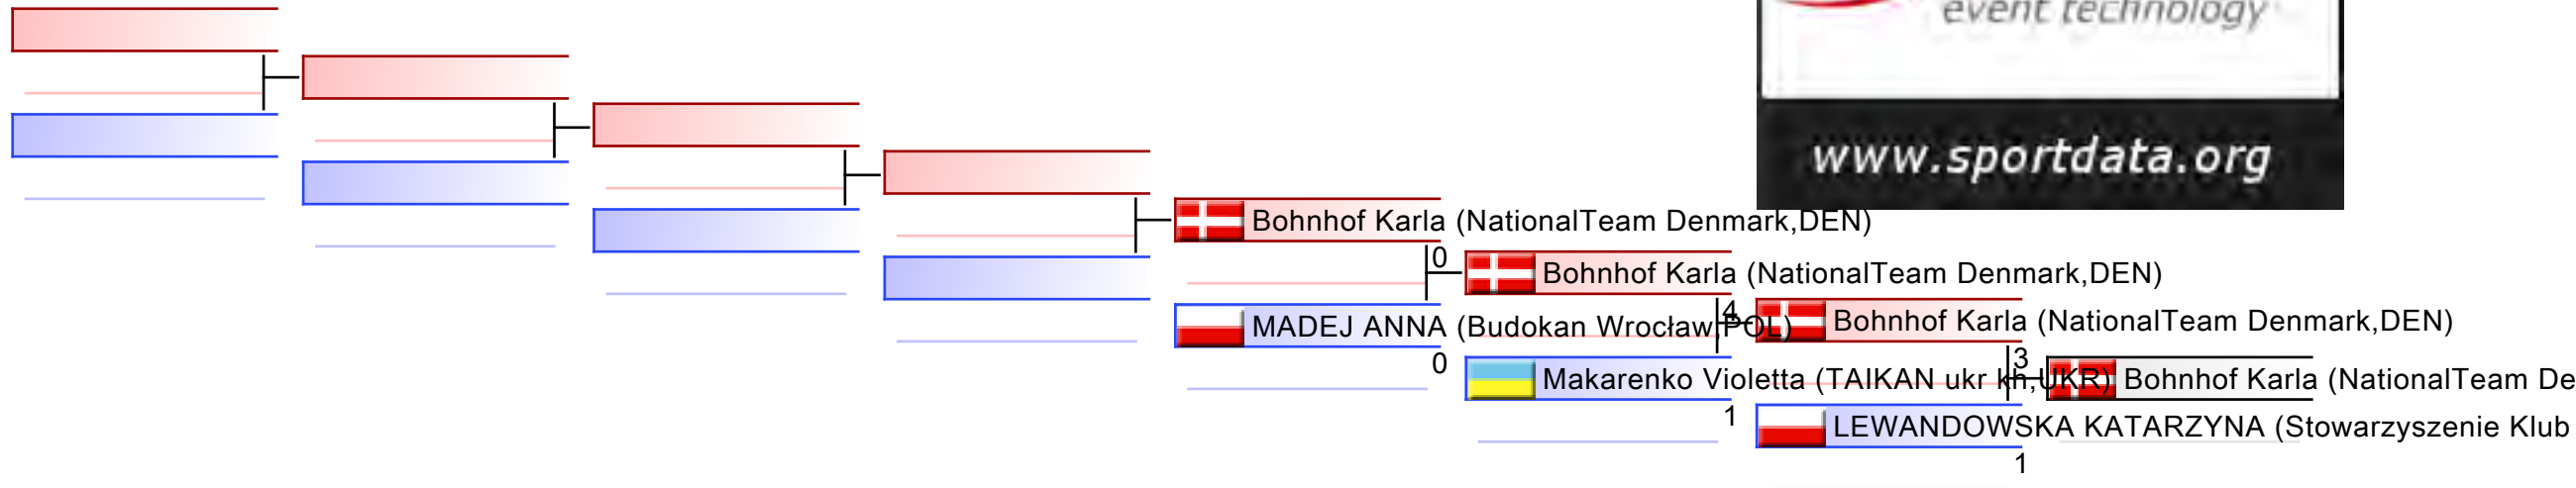 event technology
www.sportdata.org
Bohnhof Karla (NationalTeam Denmark,DEN)
0
Bohnhof Karla (NationalTeam Denmark,DEN)
4
Bohnhof Karla (NationalTeam Denmark,DEN)
MADEJ ANNA (Budokan Wrocław,POL)
0
3
Makarenko Violetta (TAIKAN ukr kh,UKR)
Bohnhof Karla (NationalTeam De
1
LEWANDOWSKA KATARZYNA (Stowarzyszenie Klub
1